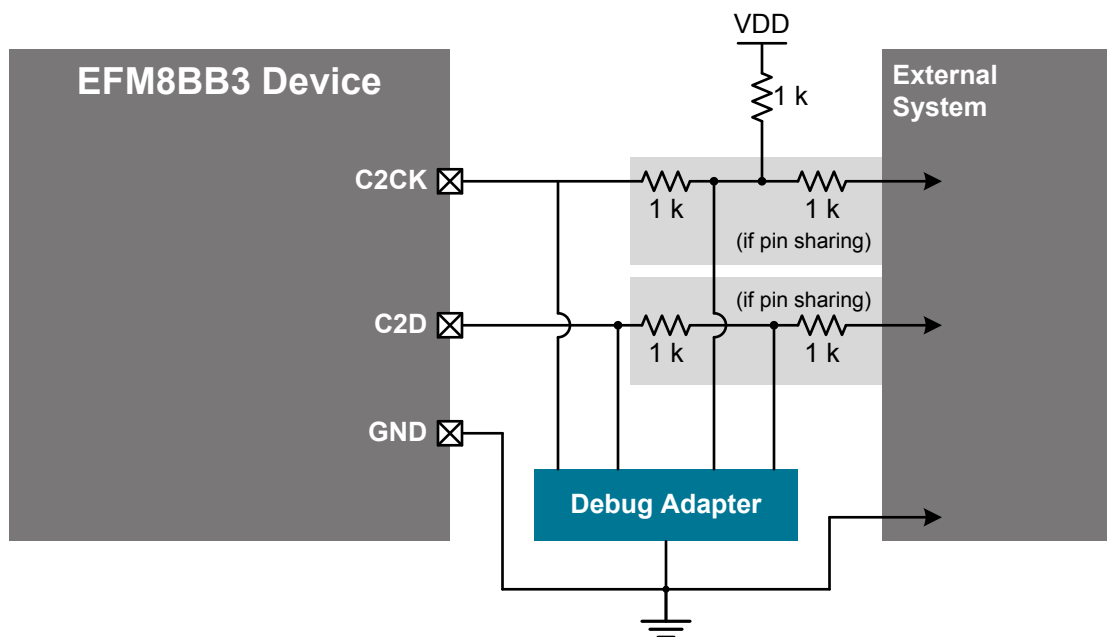 VDD
EFM8BB3 Device
External
System
1 k
C2CK
1 k
1 k
(if pin sharing)
(if pin sharing)
C2D
1 k
1 k
GND
Debug Adapter